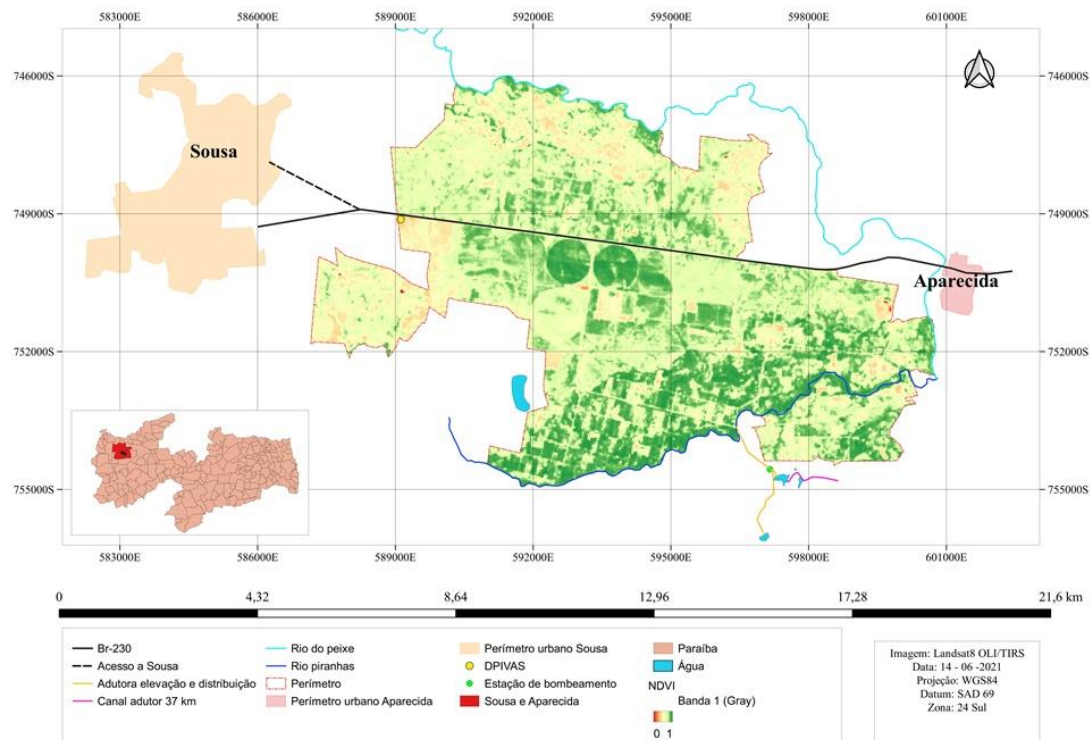 583000E 586000E 589000E 592000E 595000E 598000E 601000E
746000S 746000S
Sousa
749000S 749000S
Aparecida
752000S 752000S
755000S 755000S
583000E 586000E 589000E 592000E 595000E 598000E 601000E
0 4,32 8,64 12,96 17,28 21,6 km
Br-230
Acesso a Sousa
Adutora elevação e distribuição
Canal adutor 37 km
Rio do peixe
Rio piranhas
Perímetro
Perímetro urbano Aparecida
Perímetro urbano Sousa
DPIVAS
Estação de bombeamento
Sousa e Aparecida
Paraíba
Água
NDVI
Banda 1 (Gray)
0 1
Imagem: Landsat8 OLI/TIRS
Data: 14 - 06 -2021
Projeção: WGS84
Datum: SAD 69
Zona: 24 Sul